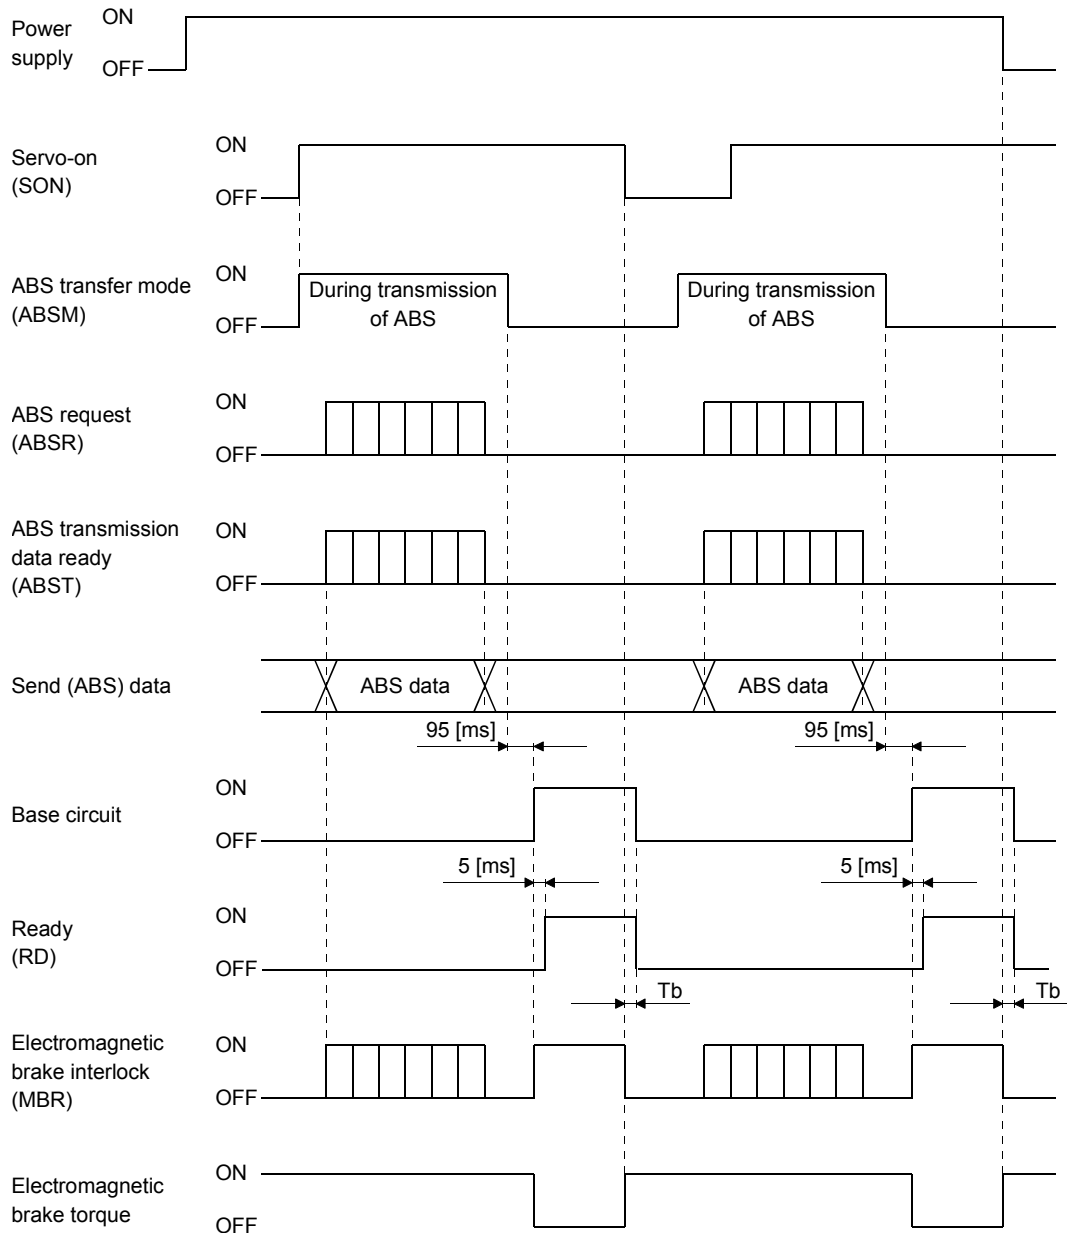 Power
supply
ON
OFF
Servo-on
(SON)
ON
OFF
ABS transfer mode
(ABSM)
ON
OFF
During transmission
of ABS
During transmission
of ABS
ABS request
(ABSR)
ON
OFF
ABS transmission
data ready
(ABST)
ON
OFF
Send (ABS) data
ABS data
ABS data
95 [ms]
95 [ms]
Base circuit
ON
OFF
5 [ms]
5 [ms]
Ready
(RD)
ON
OFF
Tb
Tb
Electromagnetic
brake interlock
(MBR)
ON
OFF
Electromagnetic
brake torque
ON
OFF